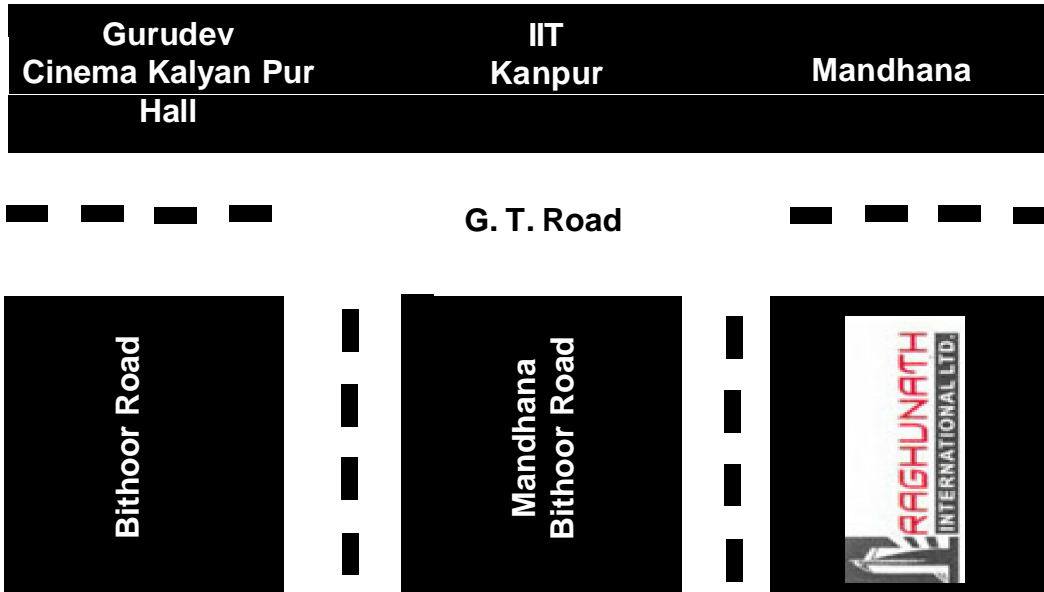 Gurudev
Cinema Kalyan Pur
Hall
IIT
Kanpur
Mandhana
G. T. Road
Bithoor Road
Mandhana
Bithoor Road
RAGHUNATH
INTERNATIONAL LTD.